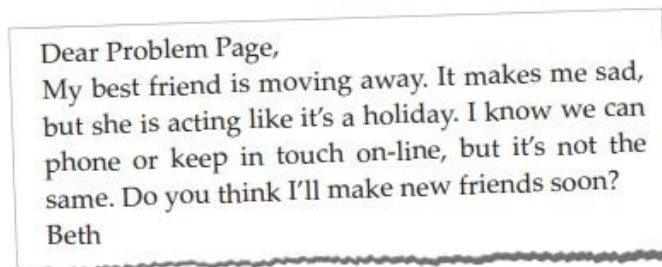 Dear Problem Page,
My best friend is moving away. It makes me sad,
but she is acting like it's a holiday. I know we can
phone or keep in touch on-line, but it's not the
same. Do you think I'll make new friends soon?
Beth